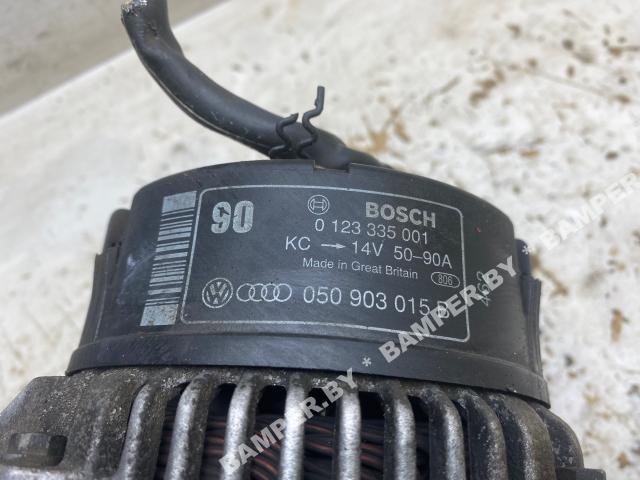 90
BOSCH
0 123 335 001
KC → 14V 50-90A
Made in Great Britain
806
050 903 015
BAMPER.BY * BAMPER.BY * BAMPER.BY